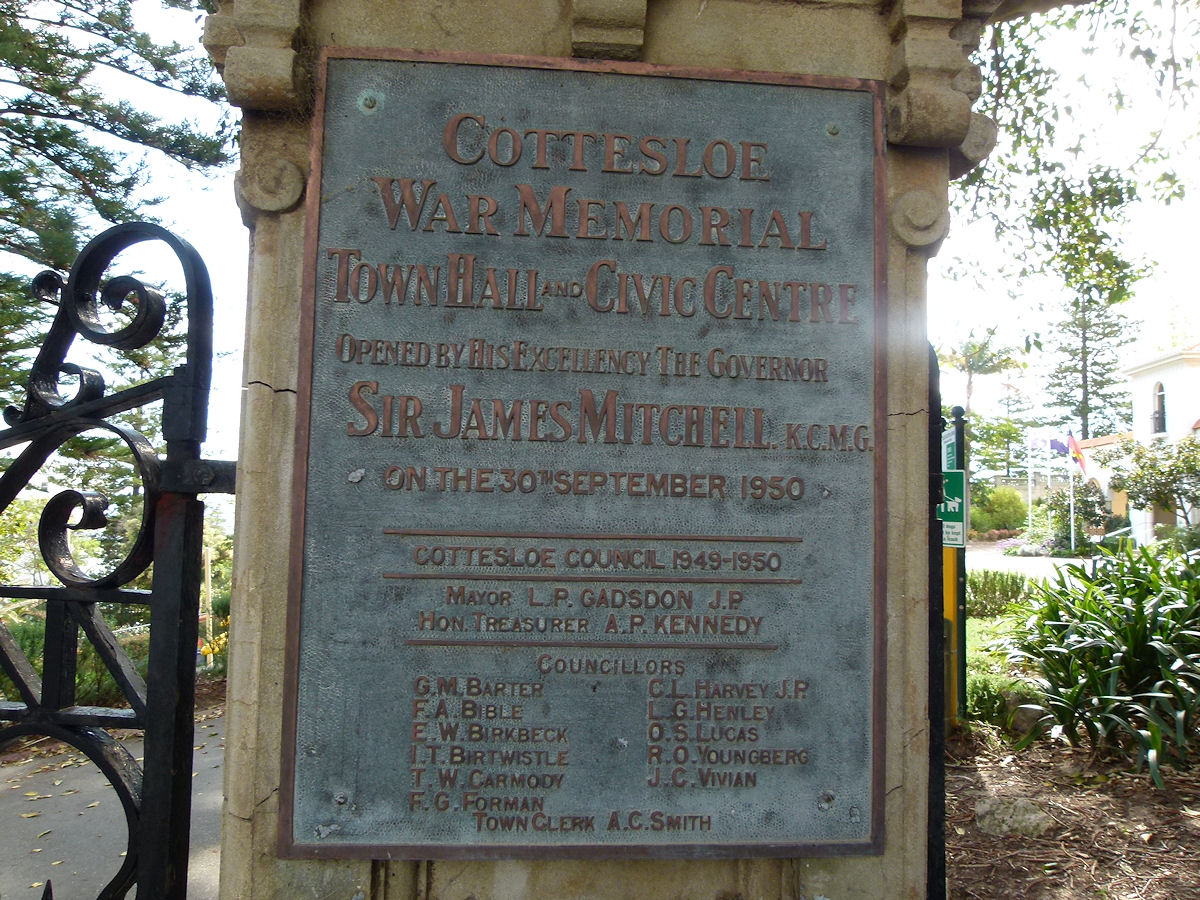 COTTESLOE
WAR MEMORIAL
TOWN HALL AND CIVIC CENTRE
OPENED BY HIS EXCELLENCY THE GOVERNOR
SIR JAMES MITCHELL. K.C.M.G.
ON THE 30TH SEPTEMBER 1950
COTTESLOE COUNCIL 1949-1950
MAYOR L.P. GADSDON J.P.
HON. TREASURER A.P. KENNEDY
COUNCILLORS
G.M. BARTER C.L. HARVEY J.P.
F.A. BIBLE L.G. HENLEY
E.W. BIRKBECK O.S. LUCAS
I.T. BIRTWISTLE R.O. YOUNGBERG
T.W. CARMODY J.C. VIVIAN
F.G. FORMAN
TOWN CLERK A.C. SMITH